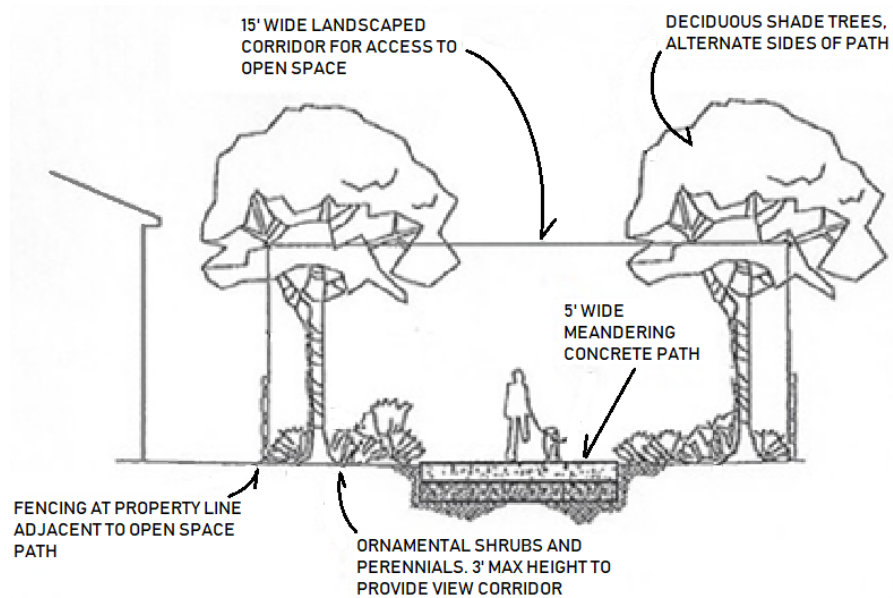 15' WIDE LANDSCAPED
CORRIDOR FOR ACCESS TO
OPEN SPACE
DECIDUOUS SHADE TREES,
ALTERNATE SIDES OF PATH
5' WIDE
MEANDERING
CONCRETE PATH
FENCING AT PROPERTY LINE
ADJACENT TO OPEN SPACE
PATH
ORNAMENTAL SHRUBS AND
PERENNIALS. 3' MAX HEIGHT TO
PROVIDE VIEW CORRIDOR